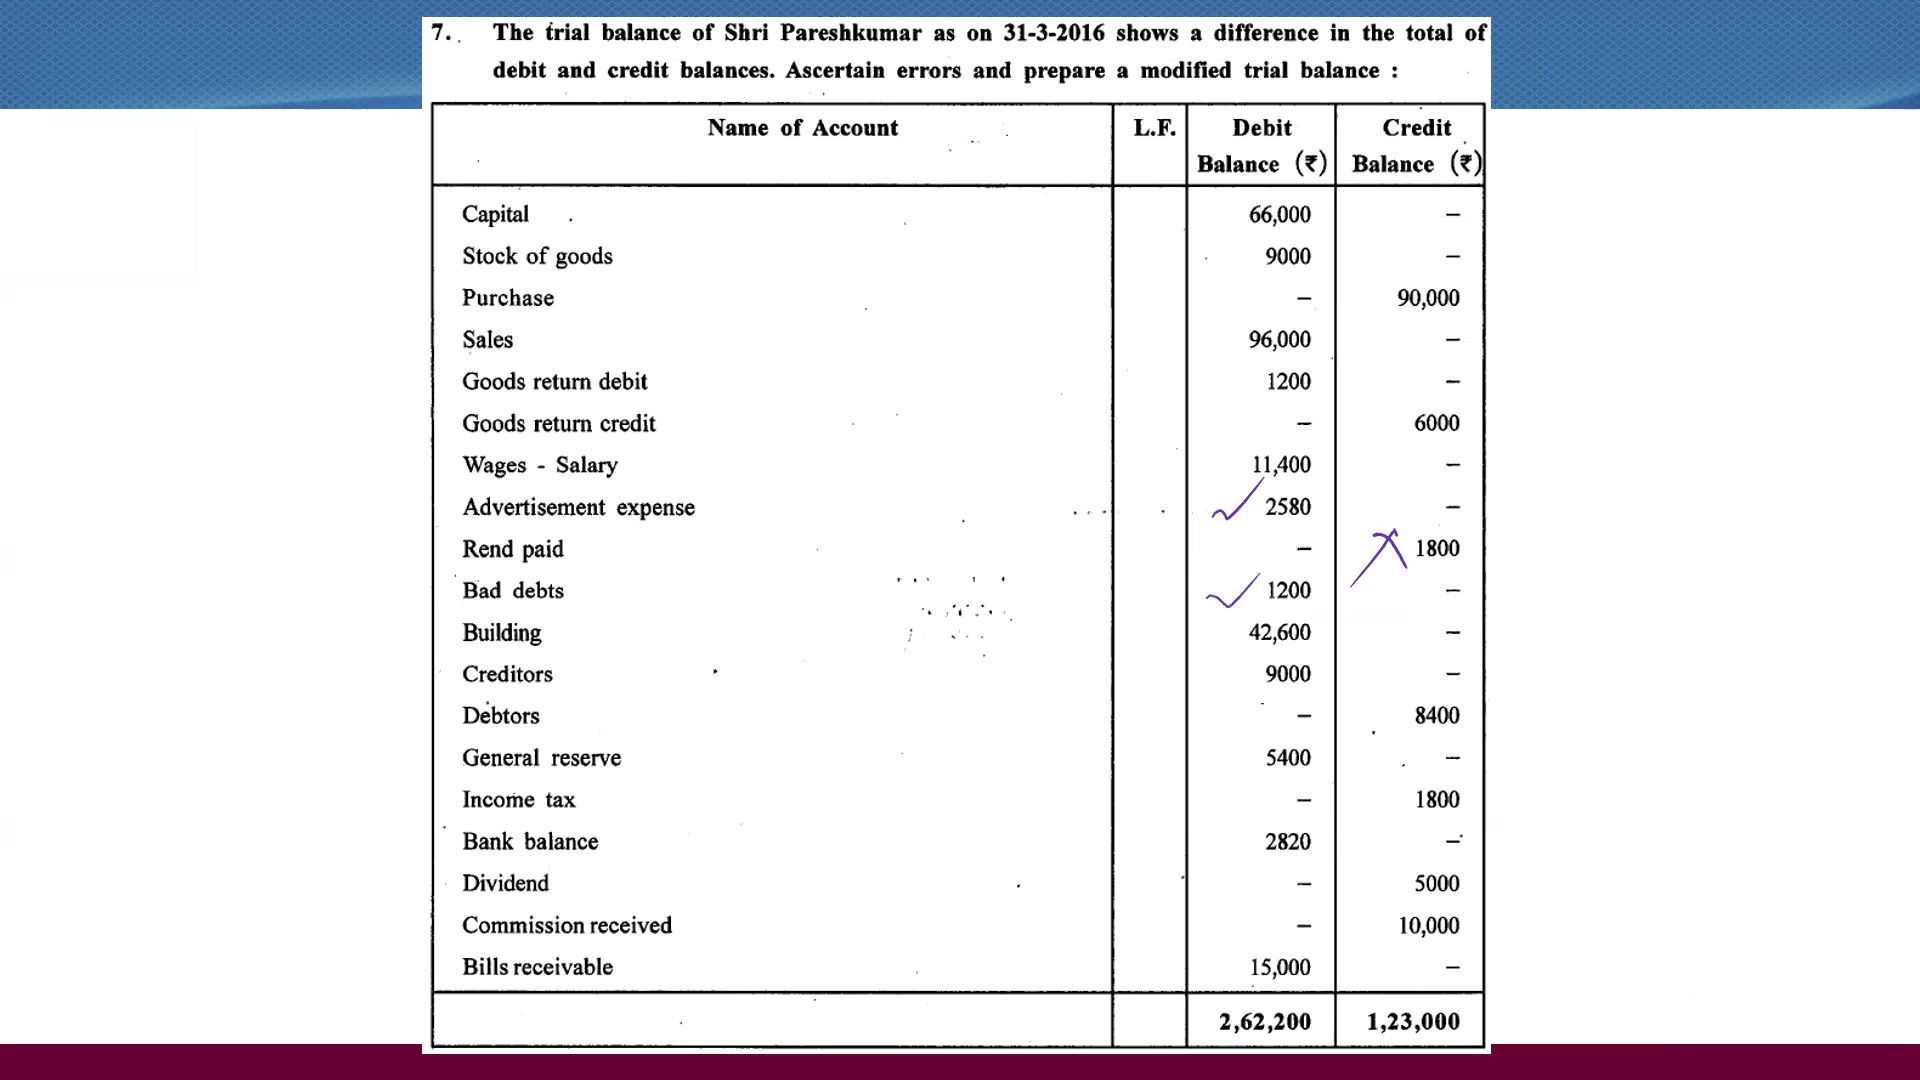 7. The trial balance of Shri Pareshkumar as on 31-3-2016 shows a difference in the total of
debit and credit balances. Ascertain errors and prepare a modified trial balance :
Name of Account L.F. Debit Balance (₹) Credit Balance (₹)
Capital 66,000 –
Stock of goods 9000 –
Purchase – 90,000
Sales 96,000 –
Goods return debit 1200 –
Goods return credit – 6000
Wages - Salary 11,400 –
Advertisement expense 2580 –
Rend paid – 1800
Bad debts 1200 –
Building 42,600 –
Creditors 9000 –
Debtors – 8400
General reserve 5400 –
Income tax – 1800
Bank balance 2820 –
Dividend – 5000
Commission received – 10,000
Bills receivable 15,000 –
2,62,200 1,23,000